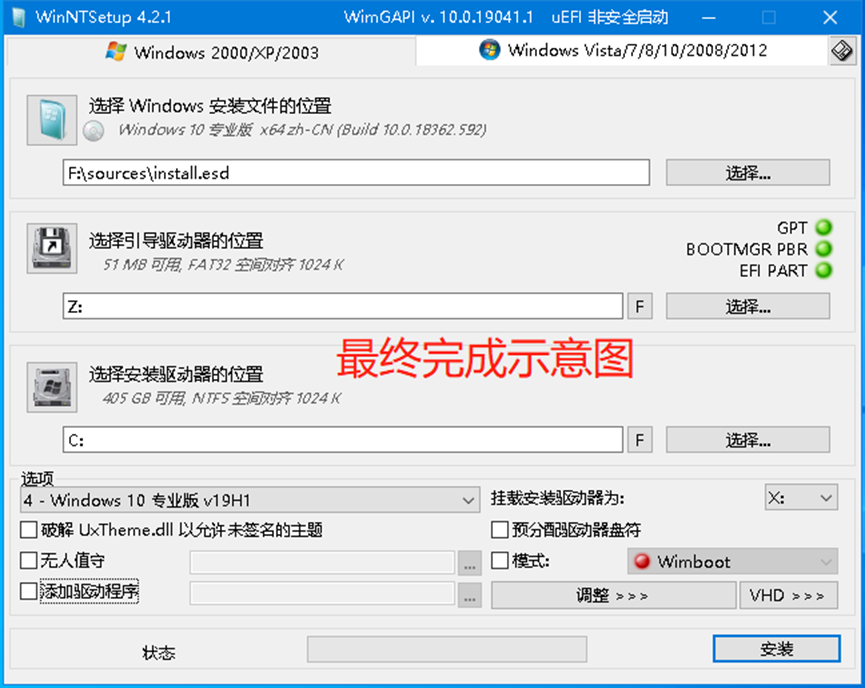 WinNTSetup 4.2.1 WimGAPI v. 10.0.19041.1 uEFI 非安全启动
Windows 2000/XP/2003 Windows Vista/7/8/10/2008/2012
选择 Windows 安装文件的位置
Windows 10 专业版 x64 zh-CN (Build 10.0.18362.592)
F:\sources\install.esd 选择...
选择引导驱动器的位置
51 MB 可用, FAT32 空间对齐 1024 K
GPT
BOOTMGR PBR
EFI PART
Z: F 选择...
最终完成示意图
选择安装驱动器的位置
405 GB 可用, NTFS 空间对齐 1024 K
C: F 选择...
选项
4 - Windows 10 专业版 v19H1 挂载安装驱动器为: X:
破解 UxTheme.dll 以允许未签名的主题 预分配驱动器盘符
无人值守 ... 模式: Wimboot
添加驱动程序 ... 调整 >>> VHD >>>
状态 安装